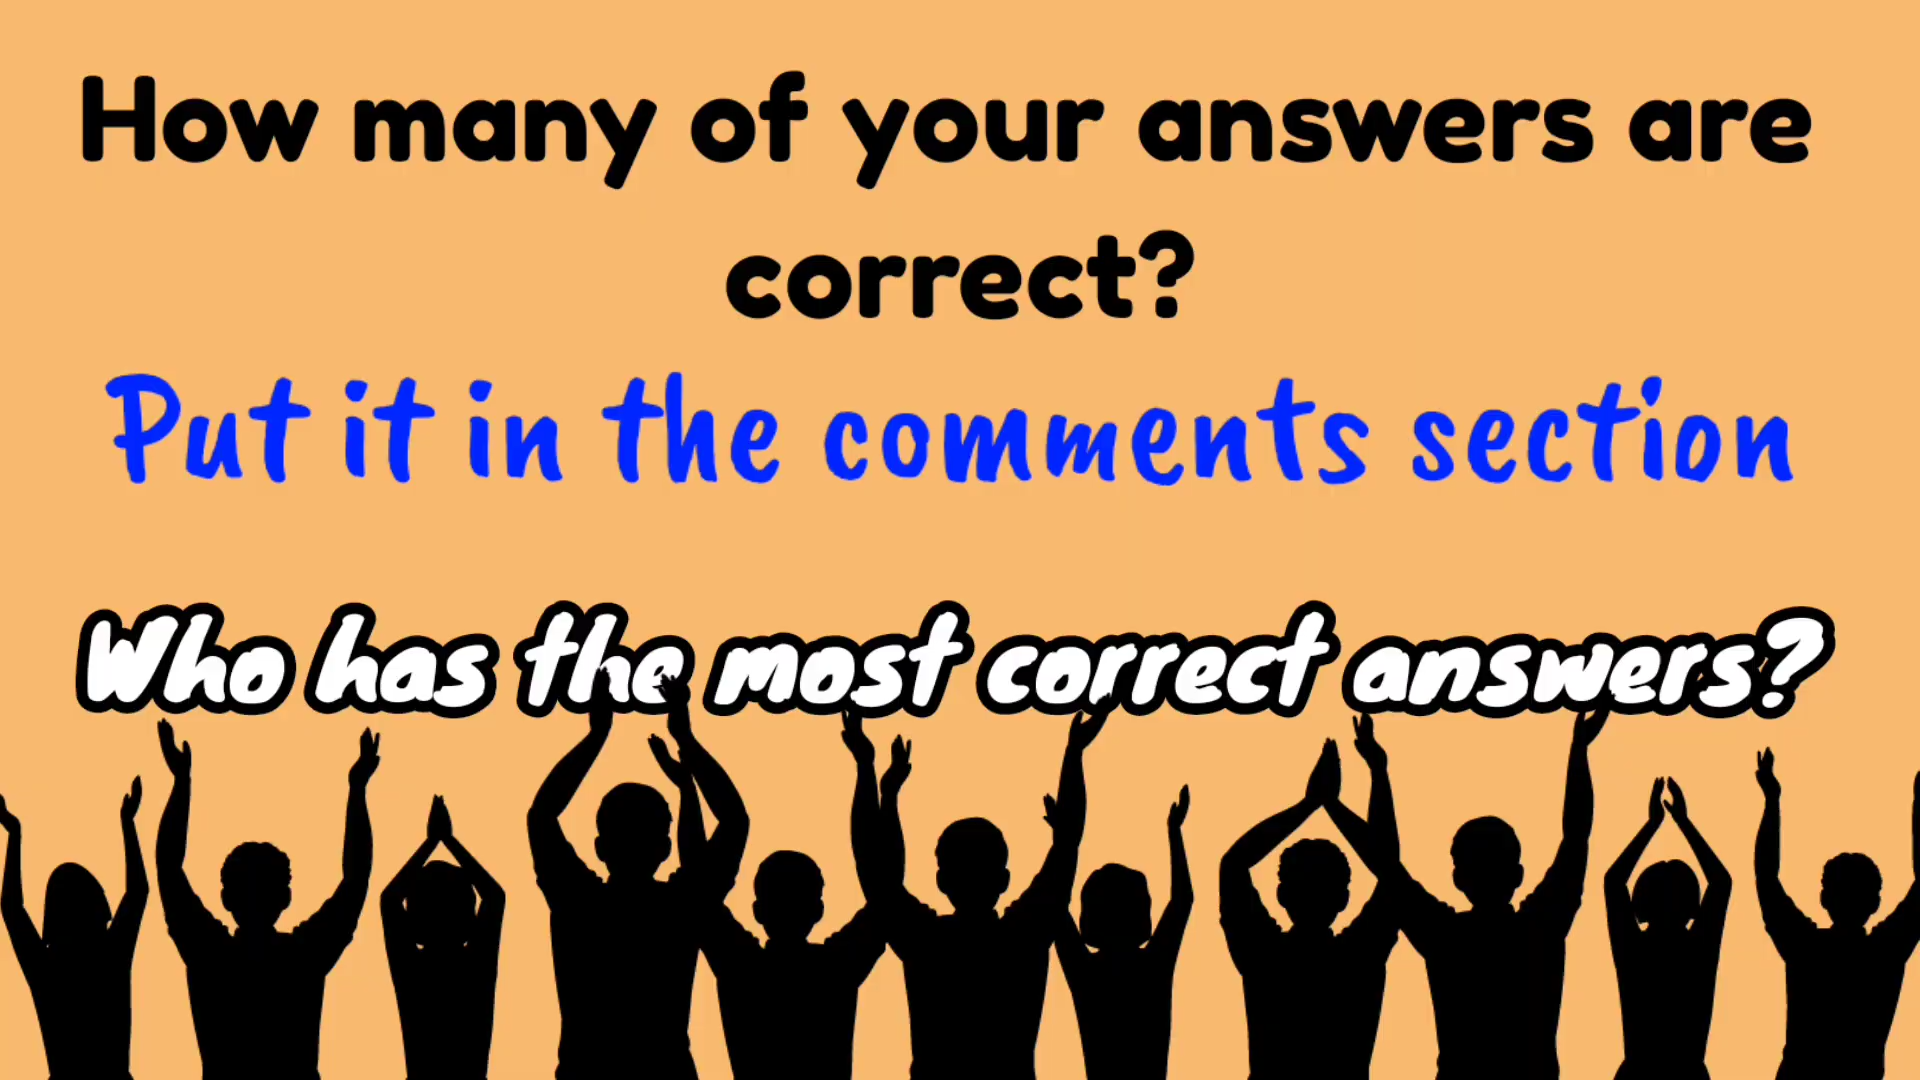 How many of your answers are
correct?
Put it in the comments section
Who has the most correct answers?